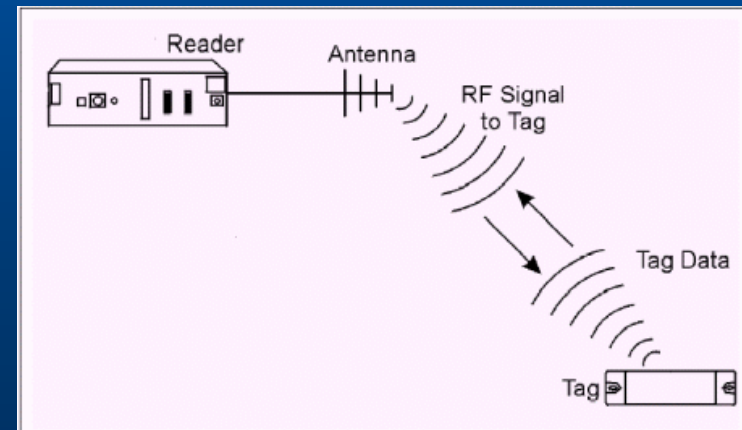 Reader
Antenna
RF Signal
to Tag
Tag Data
Tag